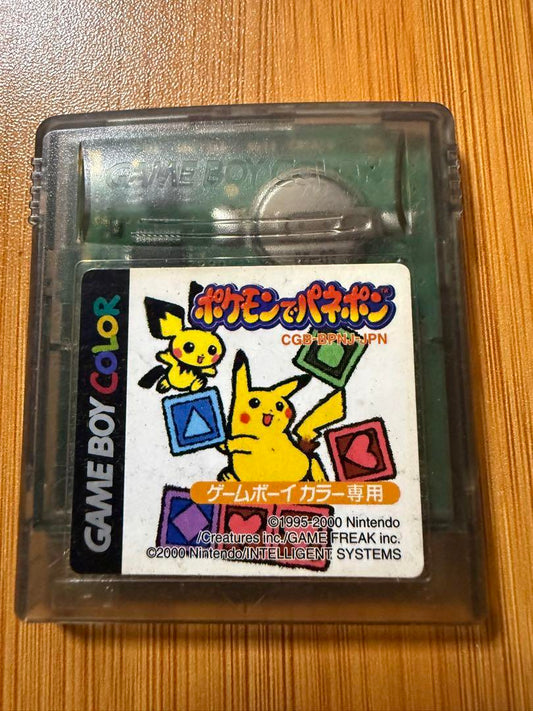 GAME BOY COLOR
GAME BOY COLOR
ポケモンでパネポン
CGB-BPNJ-JPN
ゲームボーイ カラー専用
©1995-2000 Nintendo
/Creatures inc./GAME FREAK inc.
©2000 Nintendo/INTELLIGENT SYSTEMS